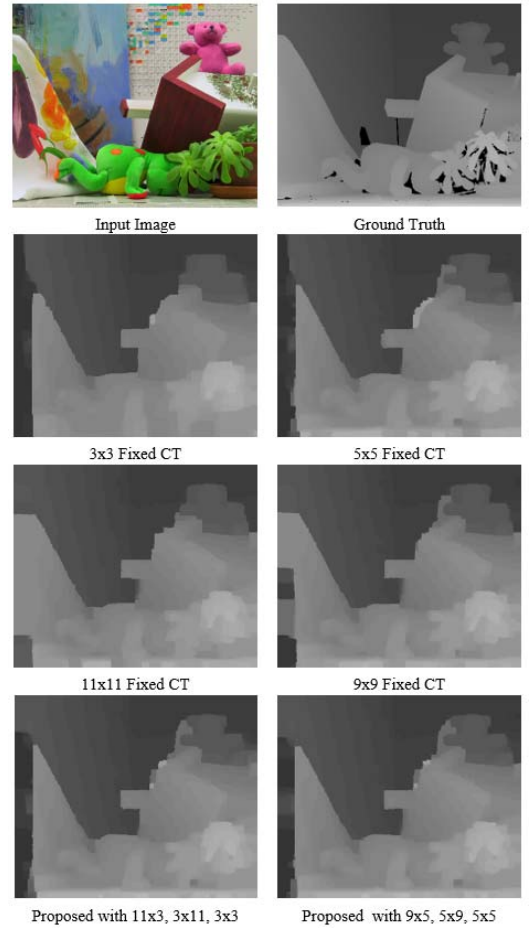 Input Image
Ground Truth
3x3 Fixed CT
5x5 Fixed CT
11x11 Fixed CT
9x9 Fixed CT
Proposed with 11x3, 3x11, 3x3
Proposed with 9x5, 5x9, 5x5